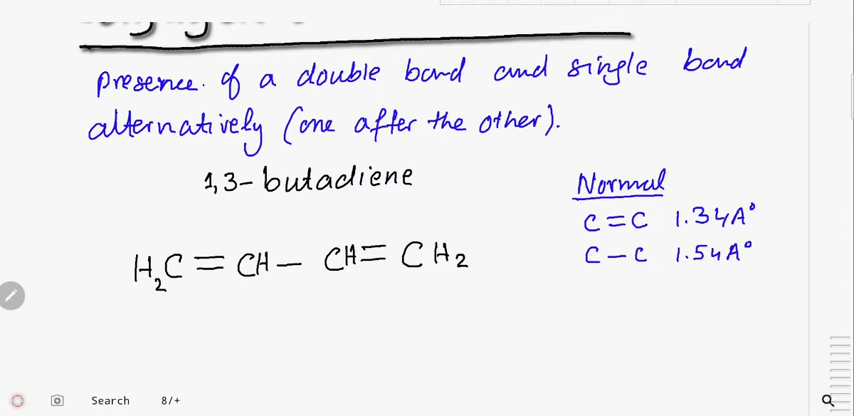 presence of a double bond and single bond
alternatively (one after the other).
1,3-butadiene
Normal
C=C 1.34A°
C-C 1.54A°
H₂C=CH-CH=CH₂
Search 8/+